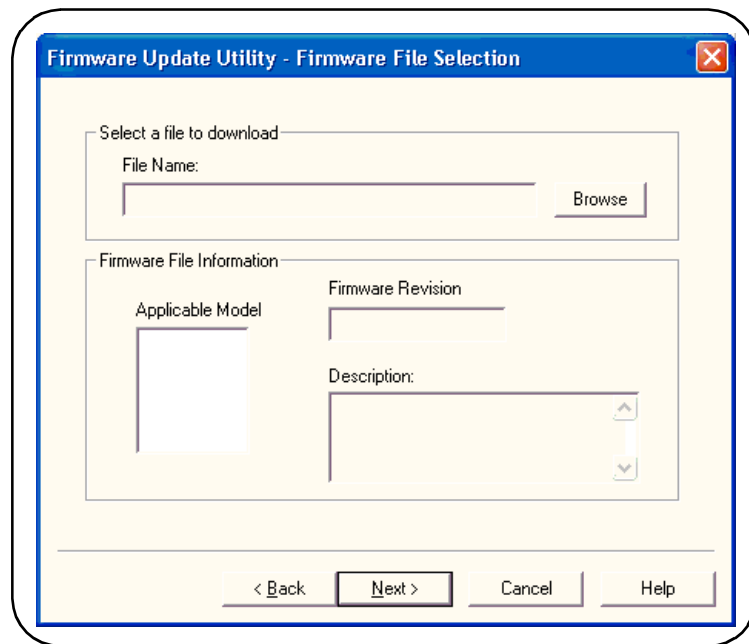 Firmware Update Utility - Firmware File Selection
Select a file to download
File Name:
Browse
Firmware File Information
Applicable Model
Firmware Revision
Description:
< Back
Next >
Cancel
Help